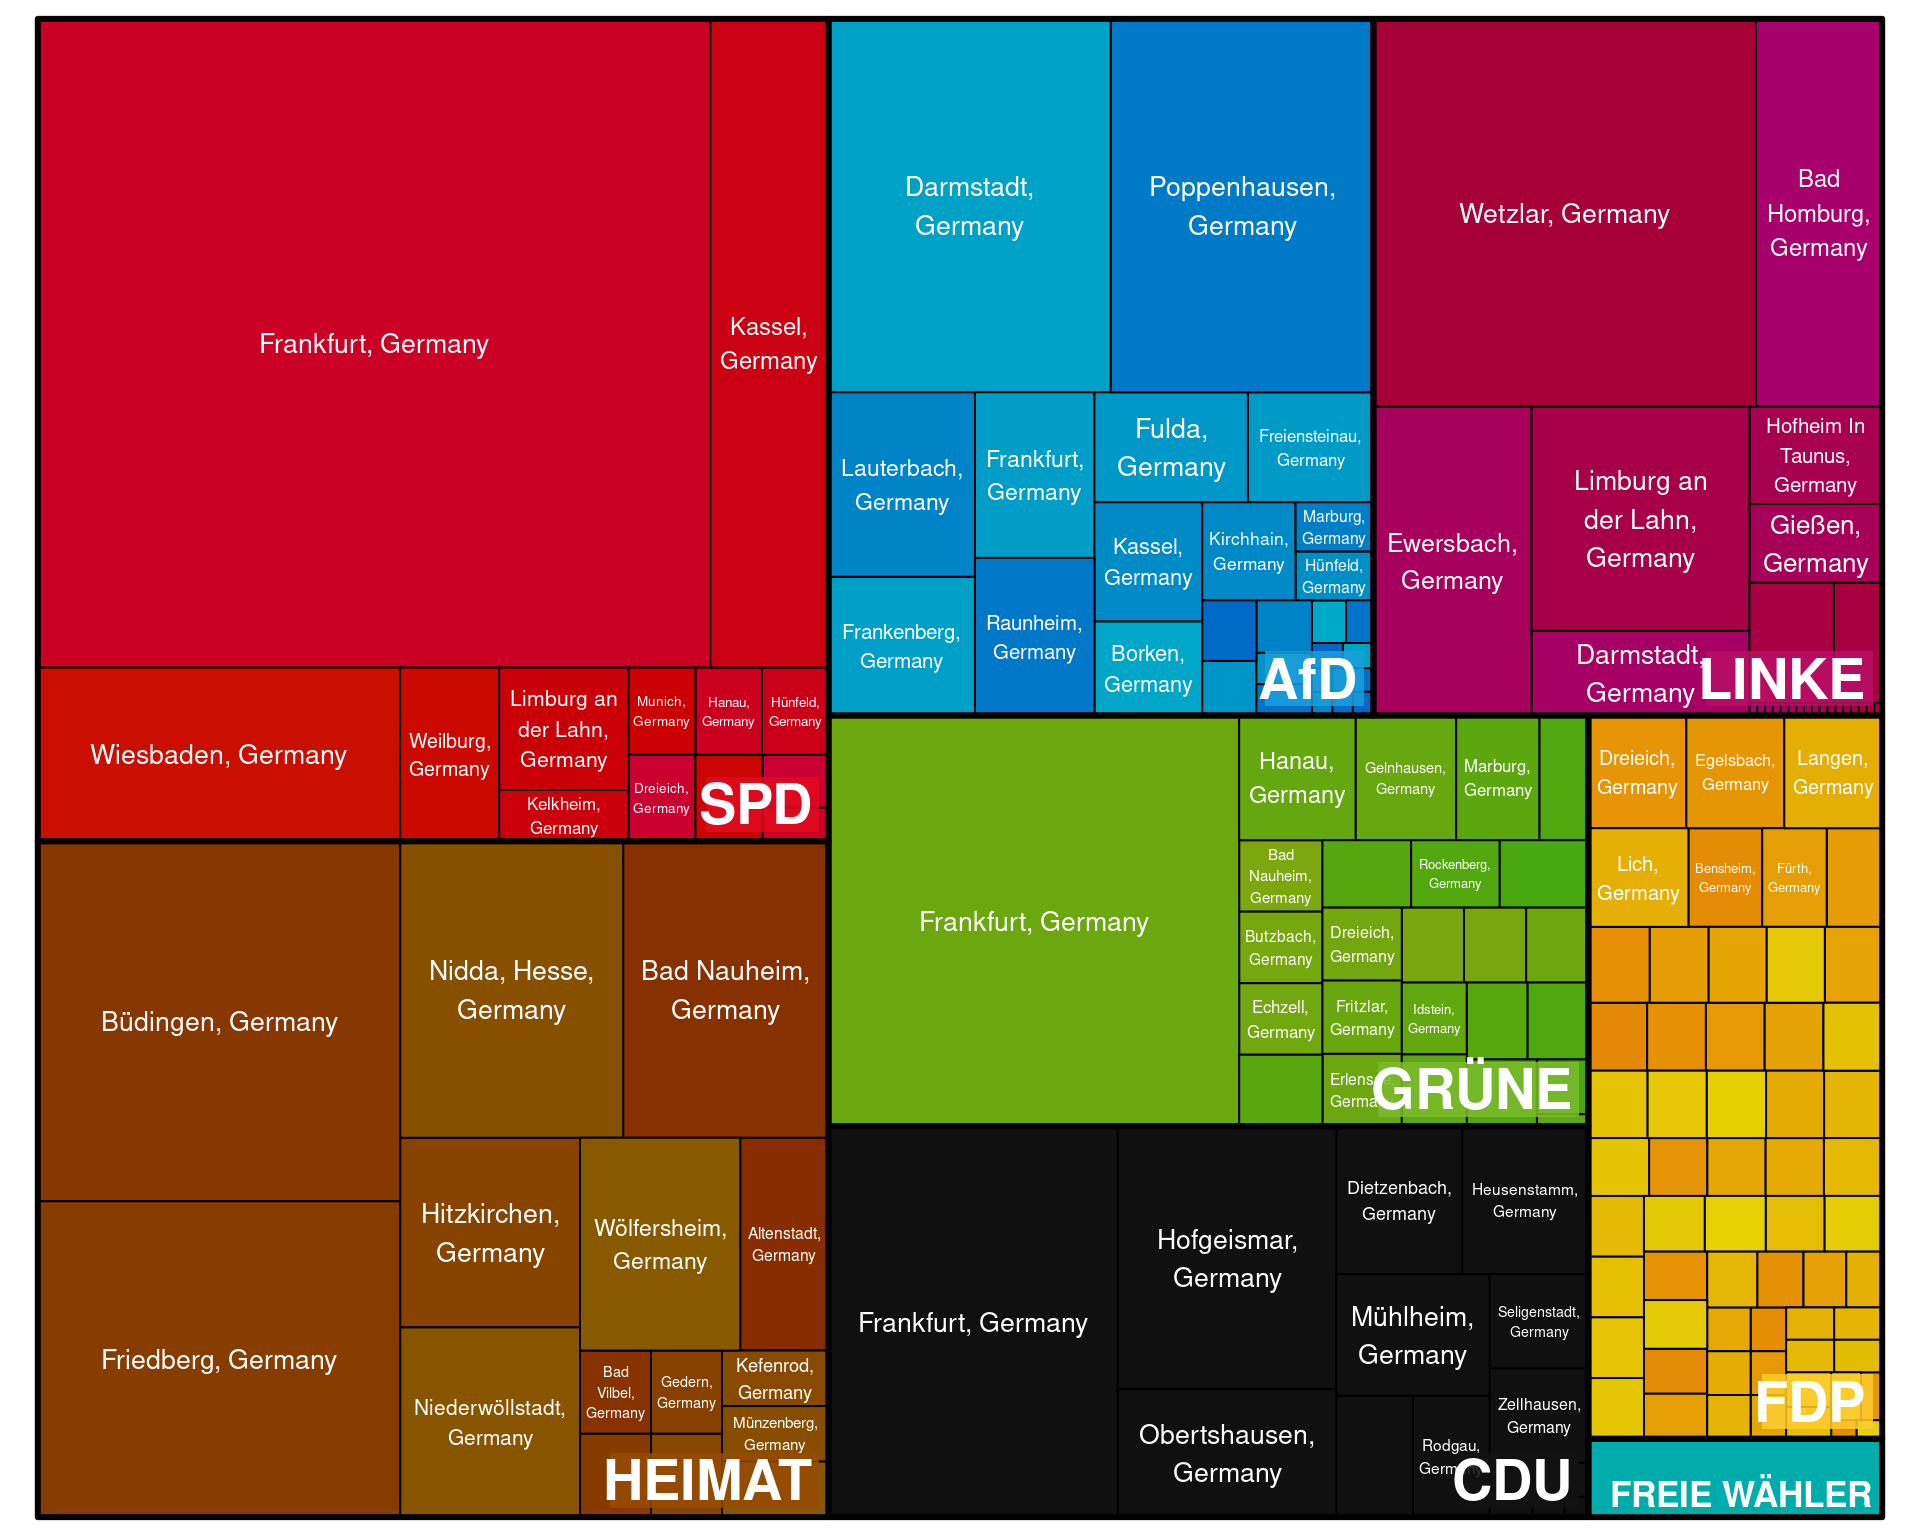 Frankfurt, Germany
Kassel,
Germany
Wiesbaden, Germany
Weilburg,
Germany
Limburg an
der Lahn,
Germany
Kelkheim,
Germany
Munich,
Germany
Hanau,
Germany
Hünfeld,
Germany
Dreieich,
Germany
SPD
Darmstadt,
Germany
Poppenhausen,
Germany
Lauterbach,
Germany
Frankfurt,
Germany
Fulda,
Germany
Freiensteinau,
Germany
Frankenberg,
Germany
Raunheim,
Germany
Kassel,
Germany
Kirchhain,
Germany
Marburg,
Germany
Hünfeld,
Germany
Borken,
Germany
AfD
Wetzlar, Germany
Bad
Homburg,
Germany
Ewersbach,
Germany
Limburg an
der Lahn,
Germany
Hofheim In
Taunus,
Germany
Gießen,
Germany
Darmstadt,
Germany
LINKE
Büdingen, Germany
Nidda, Hesse,
Germany
Bad Nauheim,
Germany
Friedberg, Germany
Hitzkirchen,
Germany
Wölfersheim,
Germany
Altenstadt,
Germany
Niederwöllstadt,
Germany
Bad
Vilbel,
Germany
Gedern,
Germany
Kefenrod,
Germany
Münzenberg,
Germany
HEIMAT
Frankfurt, Germany
Hanau,
Germany
Gelnhausen,
Germany
Marburg,
Germany
Bad
Nauheim,
Germany
Rockenberg,
Germany
Butzbach,
Germany
Dreieich,
Germany
Echzell,
Germany
Fritzlar,
Germany
Idstein,
Germany
Erlensee,
Germany
GRÜNE
Frankfurt, Germany
Hofgeismar,
Germany
Obertshausen,
Germany
Dietzenbach,
Germany
Heusenstamm,
Germany
Mühlheim,
Germany
Seligenstadt,
Germany
Zellhausen,
Germany
Rodgau,
Germany
CDU
Dreieich,
Germany
Egelsbach,
Germany
Langen,
Germany
Lich,
Germany
Bensheim,
Germany
Fürth,
Germany
FDP
FREIE WÄHLER